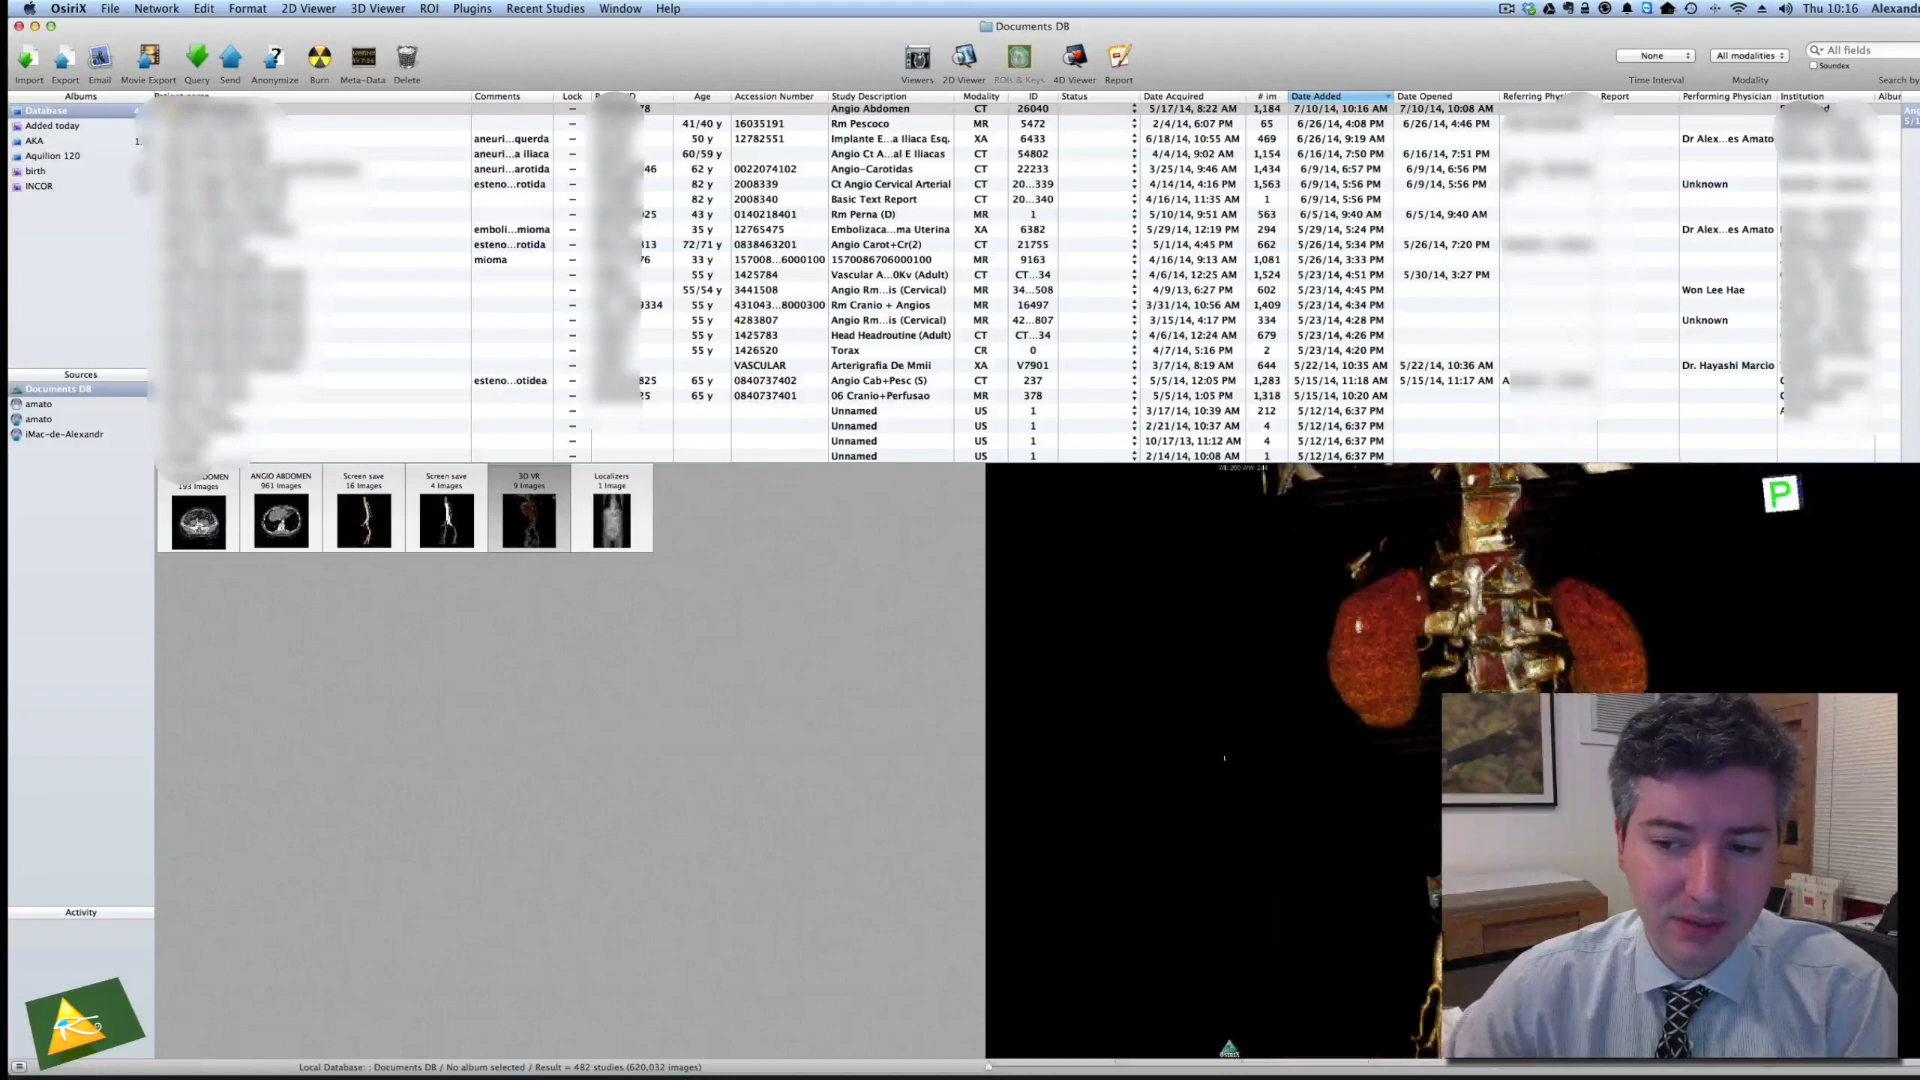 OsiriX File Network Edit Format 2D Viewer 3D Viewer ROI Plugins Recent Studies Window Help Thu 10:16 Alexandr
Documents DB
None All modalities All fields
Soundex
Import Export Email Movie Export Query Send Anonymize Burn Meta-Data Delete Viewers 2D Viewer ROIs & Keys 4D Viewer Report Time Interval Modality Search by
Albums Comments Lock Age Accession Number Study Description Modality ID Status Date Acquired # im Date Added Date Opened Referring Report Performing Physician Institution
Database 78 Angio Abdomen CT 26040 5/17/14, 8:22 AM 1,184 7/10/14, 10:16 AM 7/10/14, 10:08 AM
Added today 41/40 y 16035191 Rm Pescoco MR 5472 2/4/14, 6:07 PM 65 6/26/14, 4:08 PM 6/26/14, 4:46 PM
AKA aneuri...querda 50 y 12782551 Implante E...a Iliaca Esq. XA 6433 6/18/14, 10:55 AM 469 6/26/14, 9:19 AM Dr Alex...es Amato
Aquilion 120 aneuri...a iliaca 60/59 y Angio Ct A...al E Iliacas CT 54802 4/4/14, 9:02 AM 1,154 6/16/14, 7:50 PM 6/16/14, 7:51 PM
birth aneuri...arotida 46 62 y 0022074102 Angio-Carotidas CT 22233 3/25/14, 9:46 AM 1,434 6/9/14, 6:57 PM 6/9/14, 6:56 PM
INCOR esteno...rotida 82 y 2008339 Ct Angio Cervical Arterial CT 20...339 4/14/14, 4:16 PM 1,563 6/9/14, 5:56 PM 6/9/14, 5:56 PM Unknown
82 y 2008340 Basic Text Report MR 20...340 4/16/14, 11:35 AM 1 6/9/14, 5:56 PM
025 43 y 0140218401 Rm Perna (D) MR 1 5/10/14, 9:51 AM 563 6/5/14, 9:40 AM 6/5/14, 9:40 AM
emboli...mioma 35 y 12765475 Embolizaca...ma Uterina XA 6382 5/29/14, 12:19 PM 294 5/29/14, 5:24 PM Dr Alex...es Amato
esteno...rotida 313 72/71 y 0838463201 Angio Carot+Cr(2) CT 21755 5/1/14, 4:45 PM 662 5/26/14, 5:34 PM 5/26/14, 7:20 PM
mioma 76 33 y 157008...6000100 1570086706000100 MR 9163 4/16/14, 9:13 AM 1,081 5/26/14, 3:33 PM
55 y 1425784 Vascular A...0Kv (Adult) CT CT...34 4/6/14, 12:25 AM 1,524 5/23/14, 4:51 PM 5/30/14, 3:27 PM
55/54 y 3441508 Angio Rm...is (Cervical) MR 34...508 4/9/13, 6:27 PM 602 5/23/14, 4:45 PM Won Lee Hae
9334 55 y 431043...8000300 Rm Cranio + Angios MR 16497 3/31/14, 10:56 AM 1,409 5/23/14, 4:34 PM
55 y 4283807 Angio Rm...is (Cervical) MR 42...807 3/15/14, 4:17 PM 334 5/23/14, 4:28 PM Unknown
55 y 1425783 Head Headroutine (Adult) CT CT...34 4/6/14, 12:24 AM 679 5/23/14, 4:26 PM
55 y 1426520 Torax CR 0 4/7/14, 5:16 PM 2 5/23/14, 4:20 PM
VASCULAR Arterigrafia De Mmii XA V7901 3/7/14, 8:19 AM 644 5/22/14, 10:35 AM 5/22/14, 10:36 AM Dr. Hayashi Marcio
esteno...otidea 825 65 y 0840737402 Angio Cab+Pesc (S) CT 237 5/5/14, 12:05 PM 1,283 5/15/14, 11:18 AM 5/15/14, 11:17 AM
25 65 y 0840737401 06 Cranio+Perfusao MR 378 5/5/14, 1:05 PM 1,318 5/15/14, 10:20 AM
Unnamed US 1 3/17/14, 10:39 AM 212 5/12/14, 6:37 PM
Unnamed US 1 2/21/14, 10:37 AM 4 5/12/14, 6:37 PM
Unnamed US 1 10/17/13, 11:12 AM 4 5/12/14, 6:37 PM
Unnamed US 1 2/14/14, 10:08 AM 1 5/12/14, 6:37 PM
Sources
Documents DB
amato
amato
iMac-de-Alexandr
DOMEN ANGIO ABDOMEN Screen save Screen save 3D VR Localizers
193 Images 961 Images 16 Images 4 Images 9 Images 1 Image
P
Activity
OsiriX
Local Database: : Documents DB / No album selected / Result = 482 studies (620,032 images)